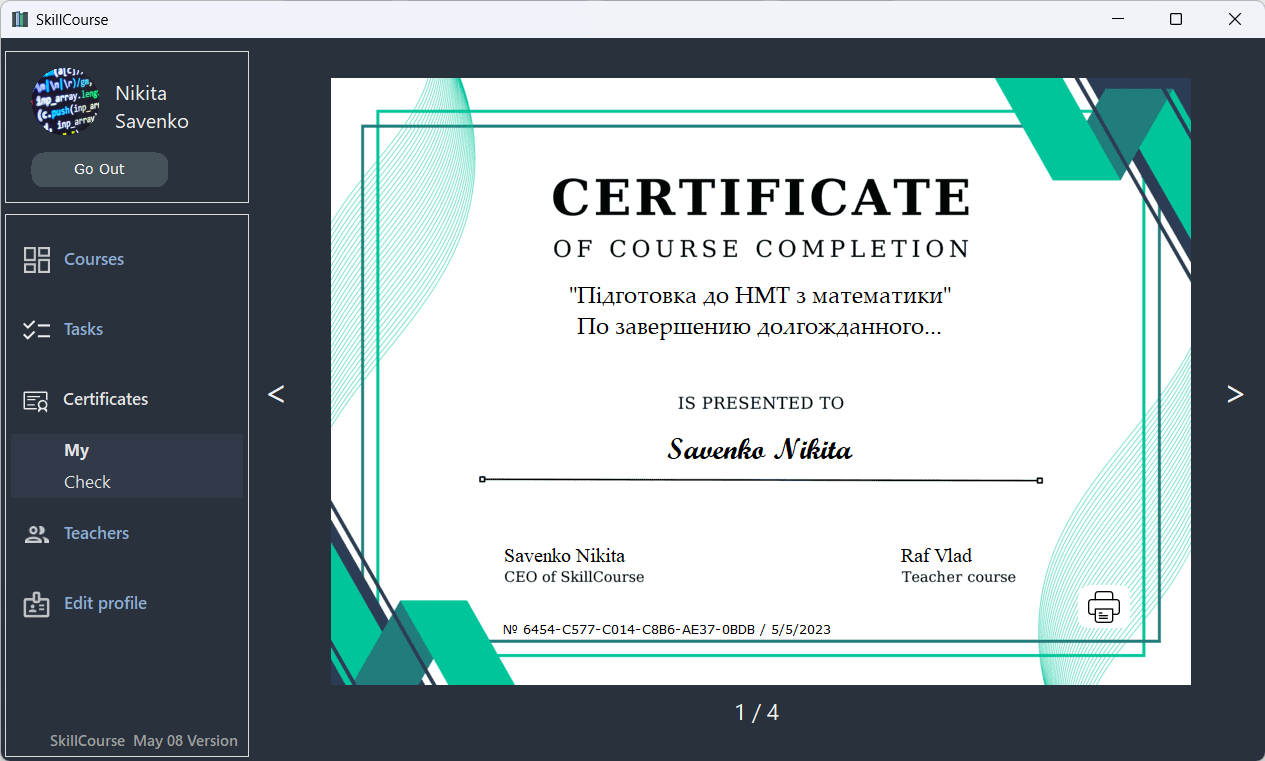 SkillCourse
Nikita
Savenko
Go Out
Courses
Tasks
Certificates
My
Check
Teachers
Edit profile
SkillCourse May 08 Version
<
CERTIFICATE
OF COURSE COMPLETION
"Підготовка до НМТ з математики"
По завершению долгожданного...
IS PRESENTED TO
Savenko Nikita
Savenko Nikita
CEO of SkillCourse
Raf Vlad
Teacher course
№ 6454-C577-C014-C8B6-AE37-0BDB / 5/5/2023
>
1 / 4